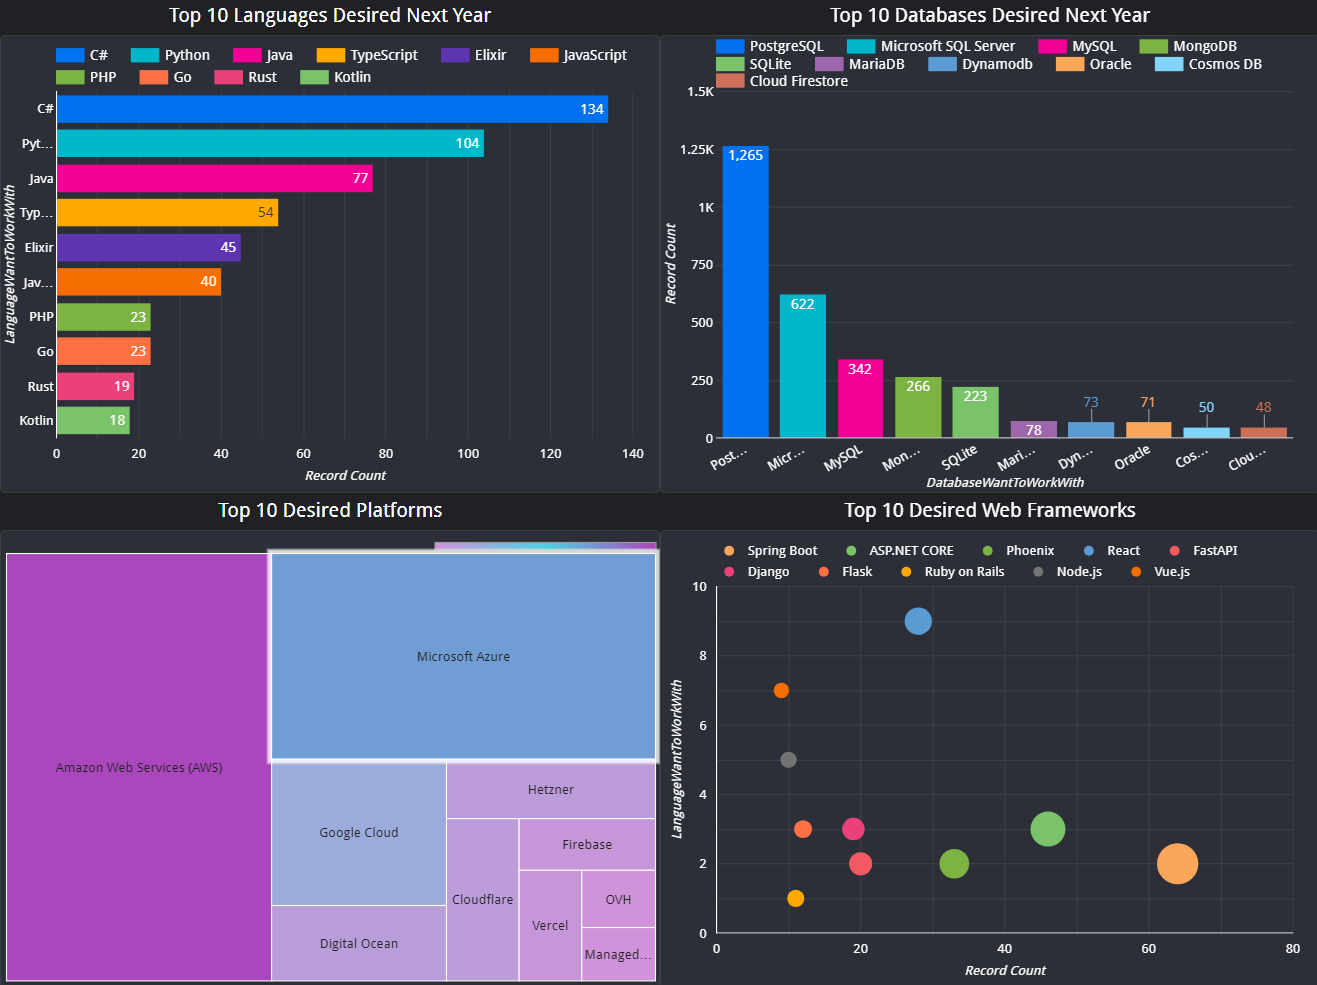 Top 10 Languages Desired Next Year
C# Python Java TypeScript Elixir JavaScript
PHP Go Rust Kotlin
LanguageWantToWorkWith
C# 134
Pyt... 104
Java 77
Typ... 54
Elixir 45
Jav... 40
PHP 23
Go 23
Rust 19
Kotlin 18
0 20 40 60 80 100 120 140
Record Count
Top 10 Databases Desired Next Year
PostgreSQL Microsoft SQL Server MySQL MongoDB
SQLite MariaDB Dynamodb Oracle Cosmos DB
Cloud Firestore
Record Count
1.5K
1.25K
1K
750
500
250
0
1,265 622 342 266 223 78 73 71 50 48
Post... Micr... MySQL Mon... SQLite Mari... Dyn... Oracle Cos... Clou...
DatabaseWantToWorkWith
Top 10 Desired Platforms
Amazon Web Services (AWS)
Microsoft Azure
Google Cloud
Digital Ocean
Hetzner
Cloudflare
Firebase
Vercel
OVH
Managed...
Top 10 Desired Web Frameworks
Spring Boot ASP.NET CORE Phoenix React FastAPI
Django Flask Ruby on Rails Node.js Vue.js
LanguageWantToWorkWith
10
8
6
4
2
0
0 20 40 60 80
Record Count